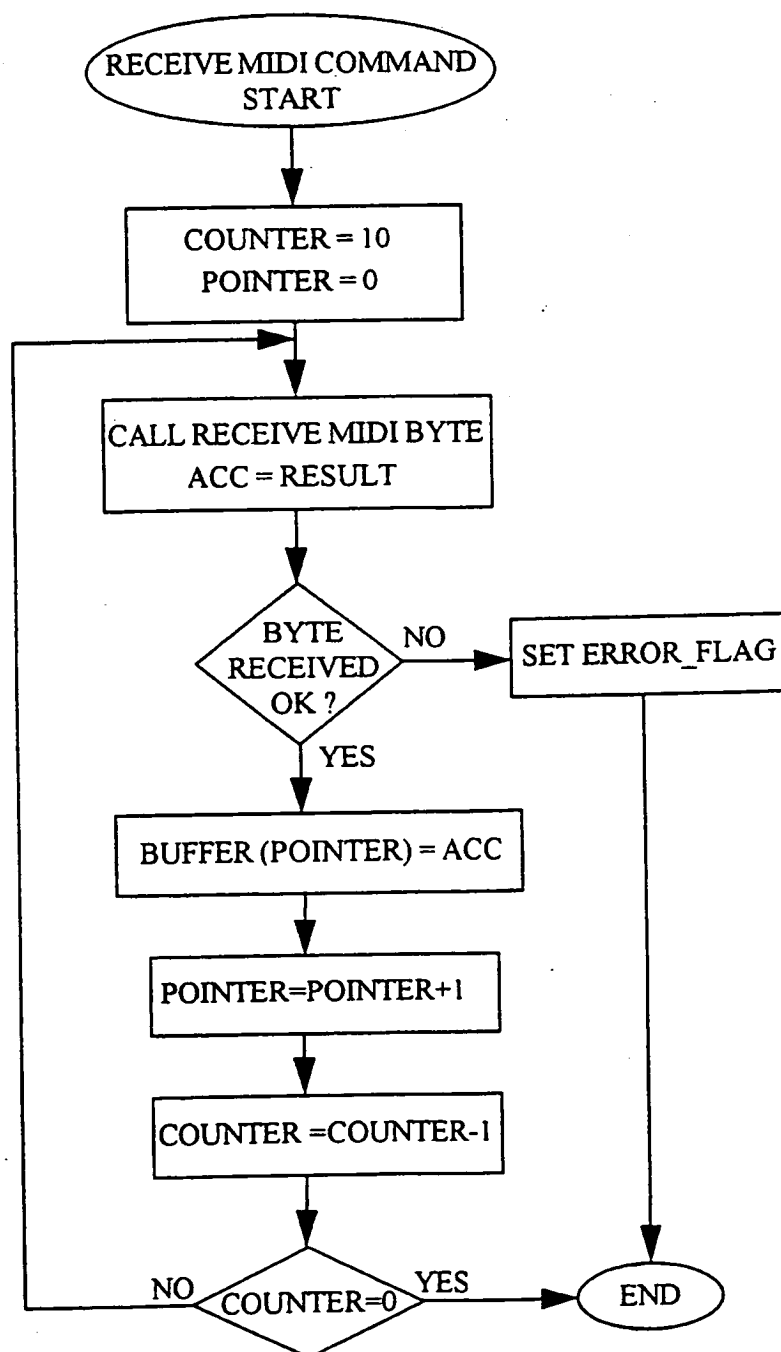 RECEIVE MIDI COMMAND
START
COUNTER = 10
POINTER = 0
CALL RECEIVE MIDI BYTE
ACC = RESULT
BYTE
RECEIVED
OK ?
NO
SET ERROR_FLAG
YES
BUFFER (POINTER) = ACC
POINTER=POINTER+1
COUNTER =COUNTER-1
NO
COUNTER=0
YES
END